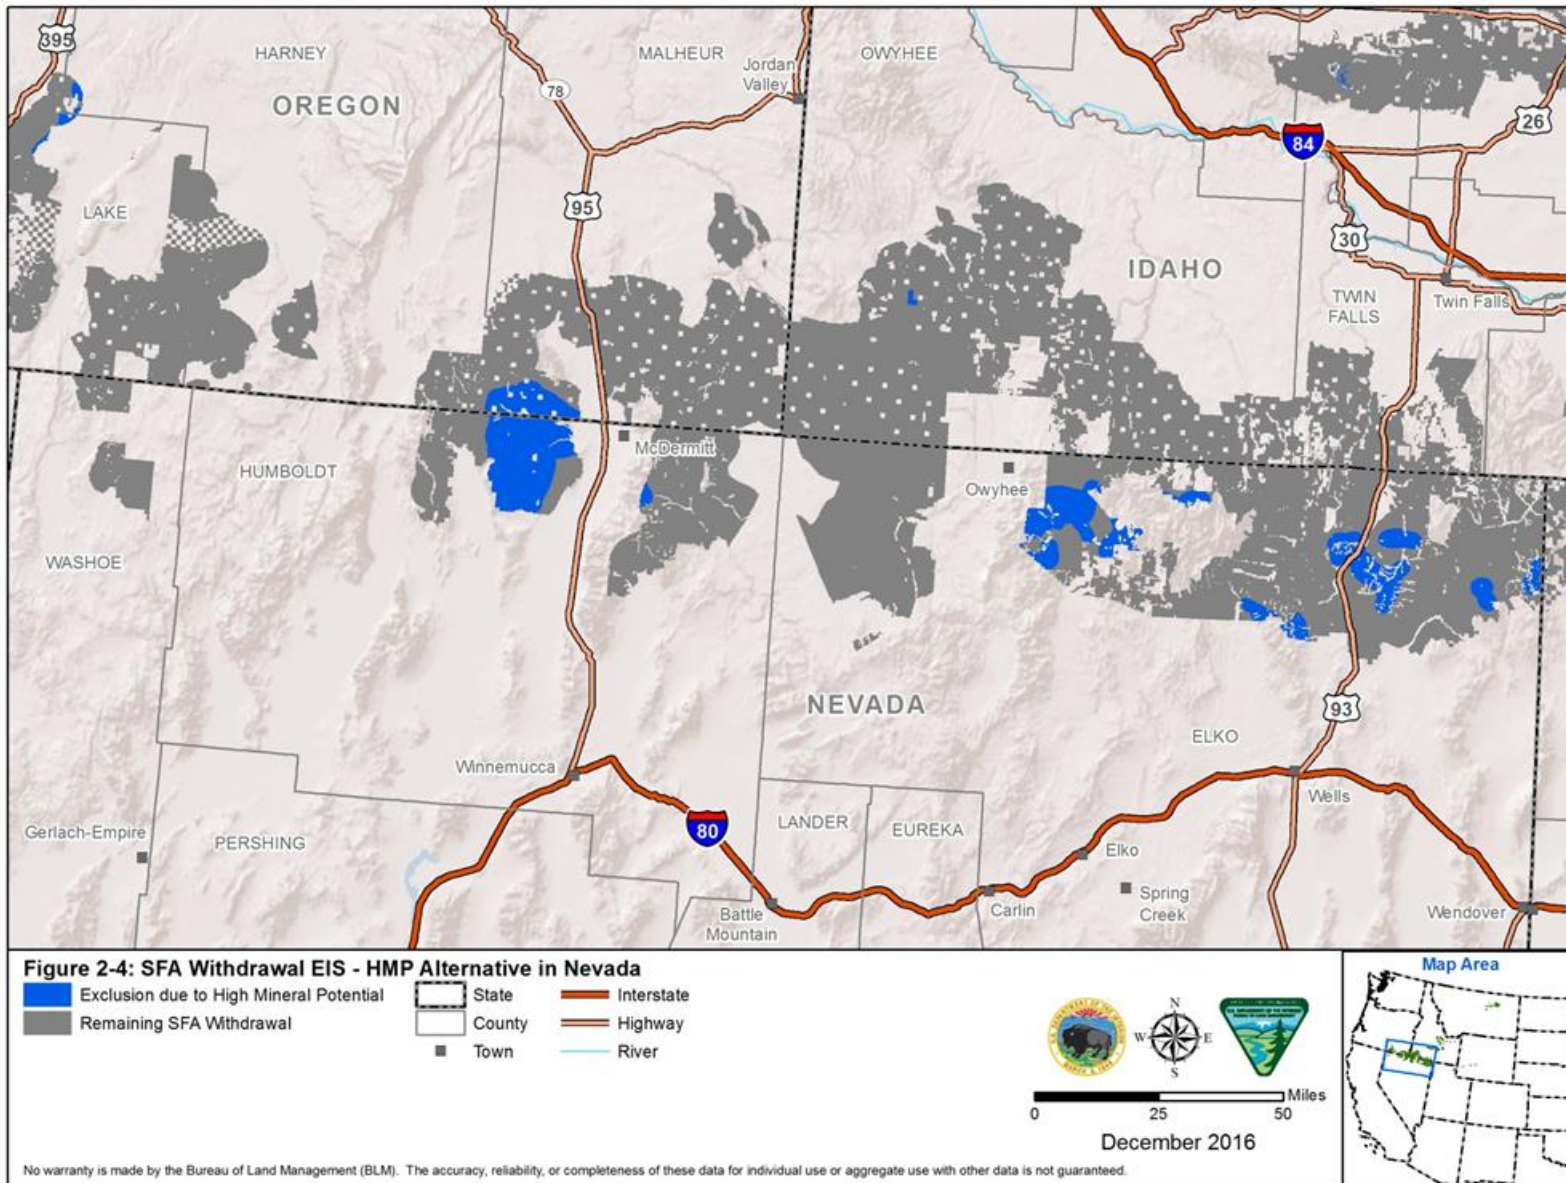 395
HARNEY
MALHEUR
OWYHEE
Jordan
Valley
78
OREGON
26
84
LAKE
95
30
IDAHO
TWIN
FALLS
Twin Falls
McDermitt
HUMBOLDT
Owyhee
WASHOE
NEVADA
93
ELKO
Winnemucca
Wells
LANDER
EUREKA
80
Gerlach-Empire
PERSHING
Elko
Spring
Creek
Carlin
Battle
Mountain
Wendover
Figure 2-4: SFA Withdrawal EIS - HMP Alternative in Nevada
Exclusion due to High Mineral Potential
Remaining SFA Withdrawal
State
County
Town
Interstate
Highway
River
N
W E
S
Miles
0 25 50
December 2016
Map Area
No warranty is made by the Bureau of Land Management (BLM). The accuracy, reliability, or completeness of these data for individual use or aggregate use with other data is not guaranteed.